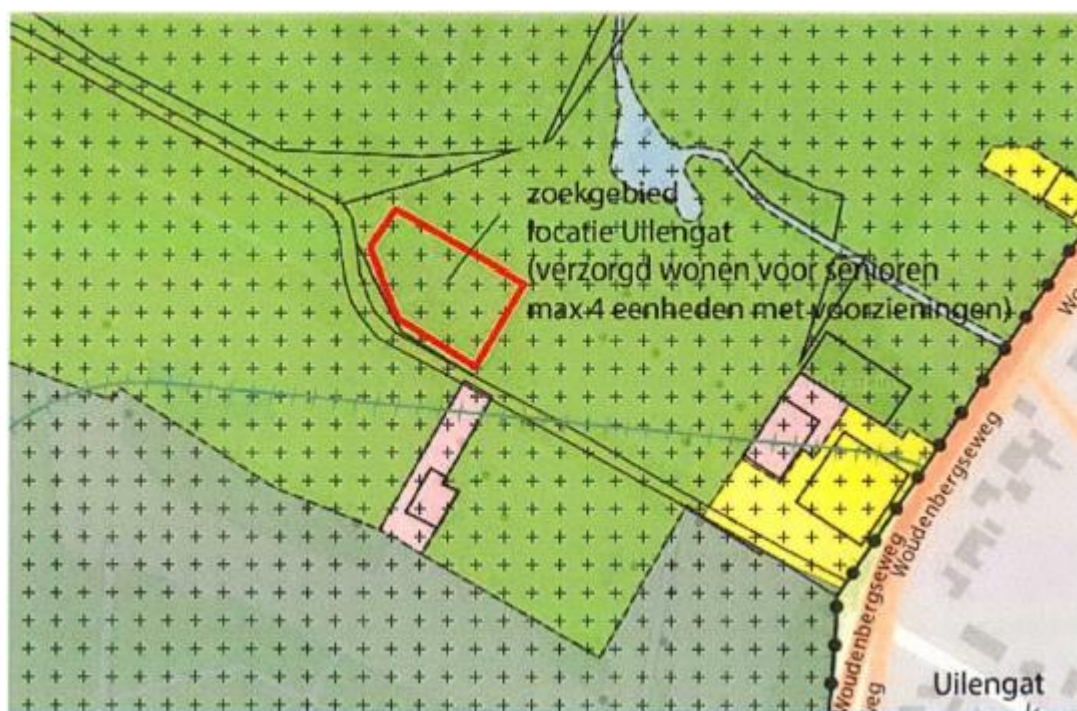 zoekgebied
locatie Uilengat
(verzorgd wonen voor senioren
max 4 eenheden met voorzieningen)
Woudenbergseweg
Woudenbergseweg
Uilengat